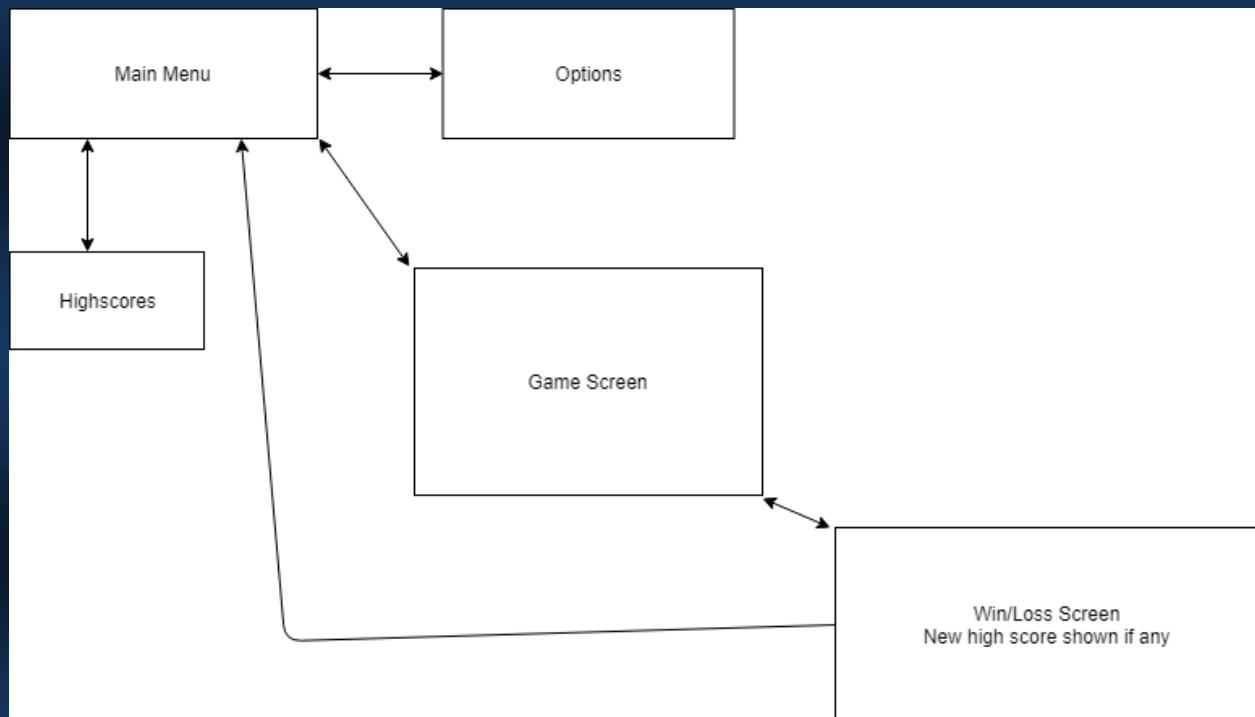 Main Menu
Options
Highscores
Game Screen
Win/Loss Screen
New high score shown if any